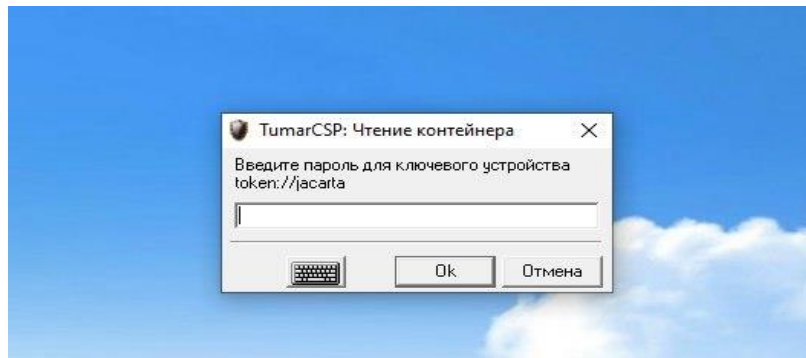 TumarCSP: Чтение контейнера
Введите пароль для ключевого устройства
token://jacarta
Ok
Отмена